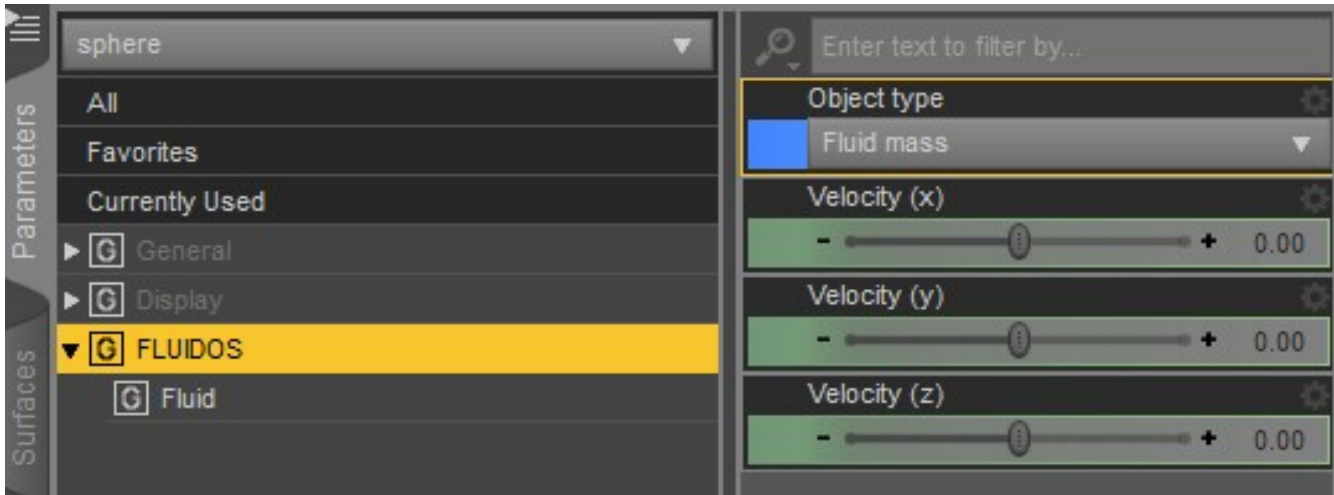 Parameters
Surfaces
sphere
All
Favorites
Currently Used
G General
G Display
G FLUIDOS
G Fluid
Enter text to filter by...
Object type
Fluid mass
Velocity (x)
- + 0.00
Velocity (y)
- + 0.00
Velocity (z)
- + 0.00